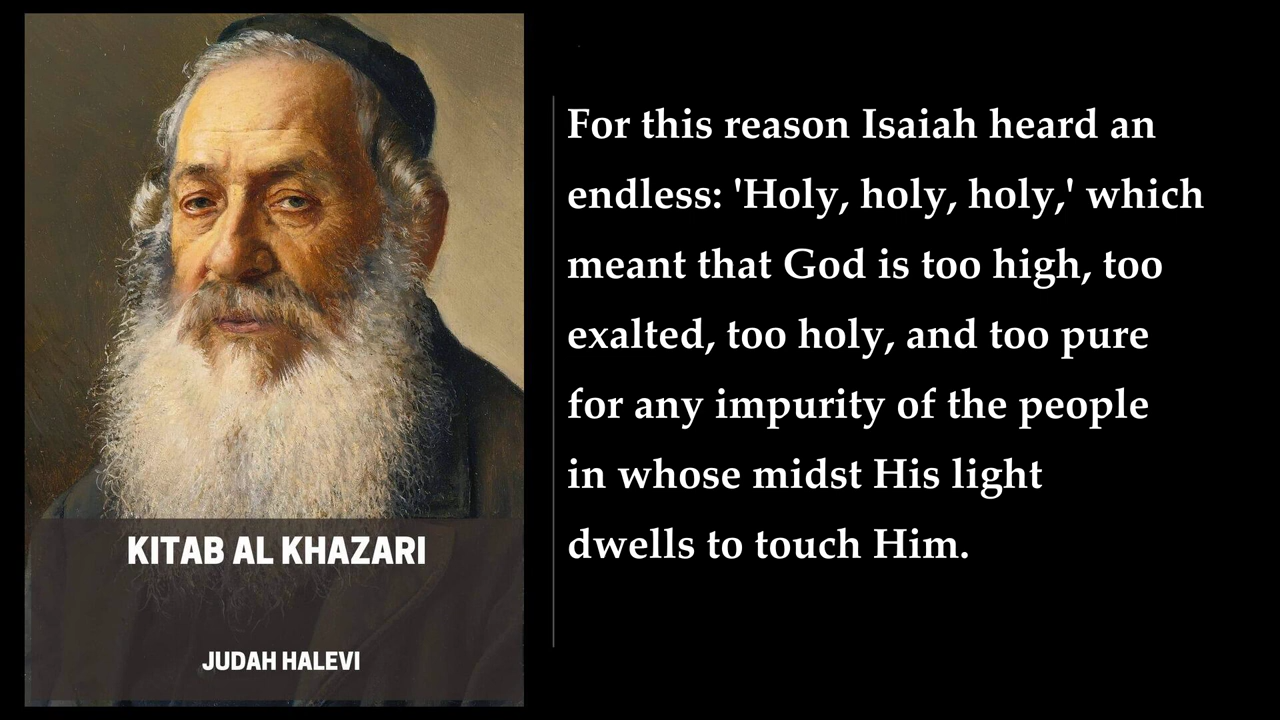 KITAB AL KHAZARI
JUDAH HALEVI
For this reason Isaiah heard an
endless: 'Holy, holy, holy,' which
meant that God is too high, too
exalted, too holy, and too pure
for any impurity of the people
in whose midst His light
dwells to touch Him.